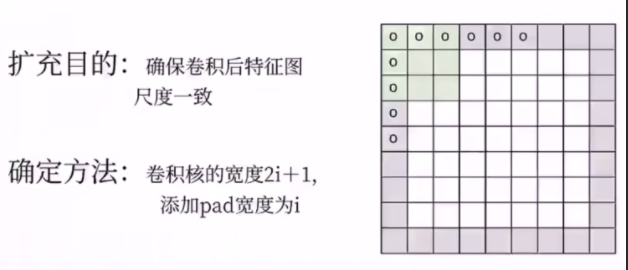 扩充目的：确保卷积后特征图
尺度一致
确定方法：卷积核的宽度2i＋1，
添加pad宽度为i
o o o o o o
o
o
o
o